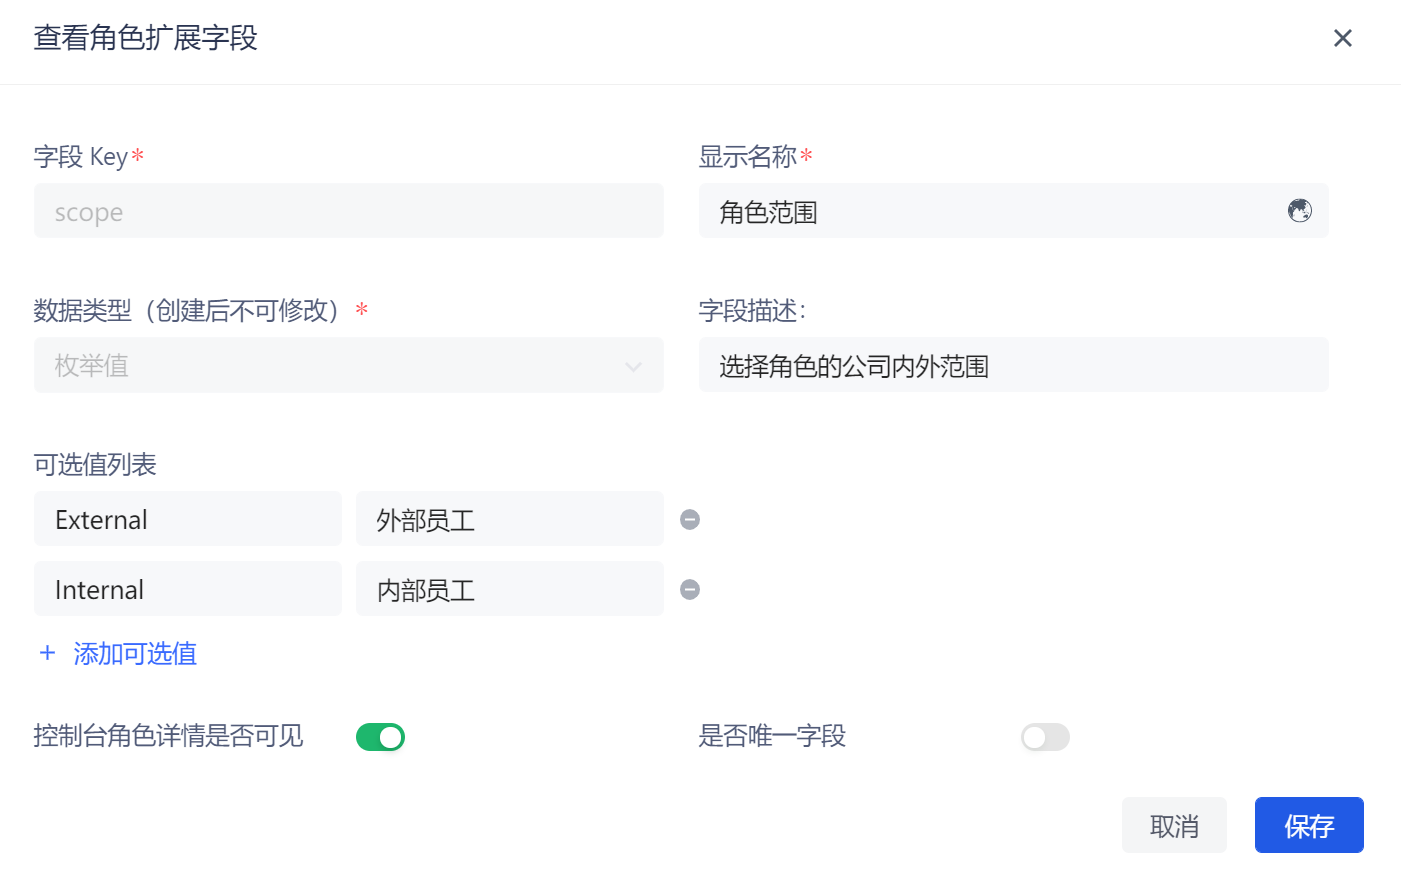 查看角色扩展字段
字段 Key*
显示名称*
scope
角色范围
数据类型（创建后不可修改）*
字段描述：
枚举值
选择角色的公司内外范围
可选值列表
External
外部员工
Internal
内部员工
+ 添加可选值
控制台角色详情是否可见
是否唯一字段
取消
保存